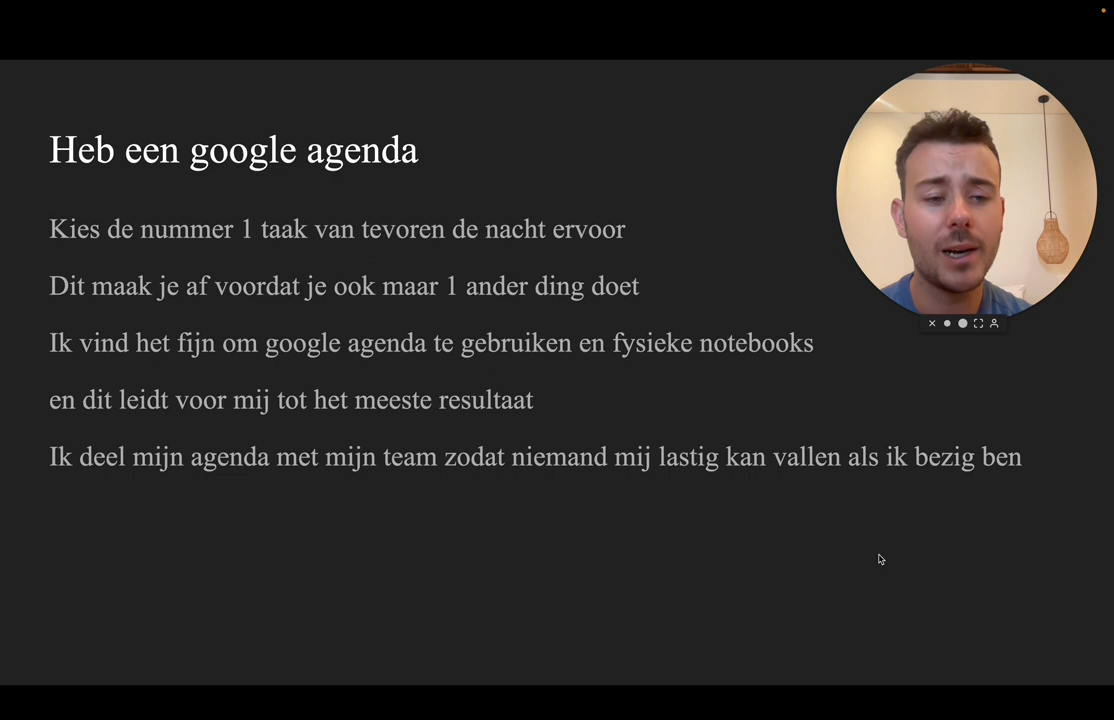 Heb een google agenda
Kies de nummer 1 taak van tevoren de nacht ervoor
Dit maak je af voordat je ook maar 1 ander ding doet
Ik vind het fijn om google agenda te gebruiken en fysieke notebooks
en dit leidt voor mij tot het meeste resultaat
Ik deel mijn agenda met mijn team zodat niemand mij lastig kan vallen als ik bezig ben